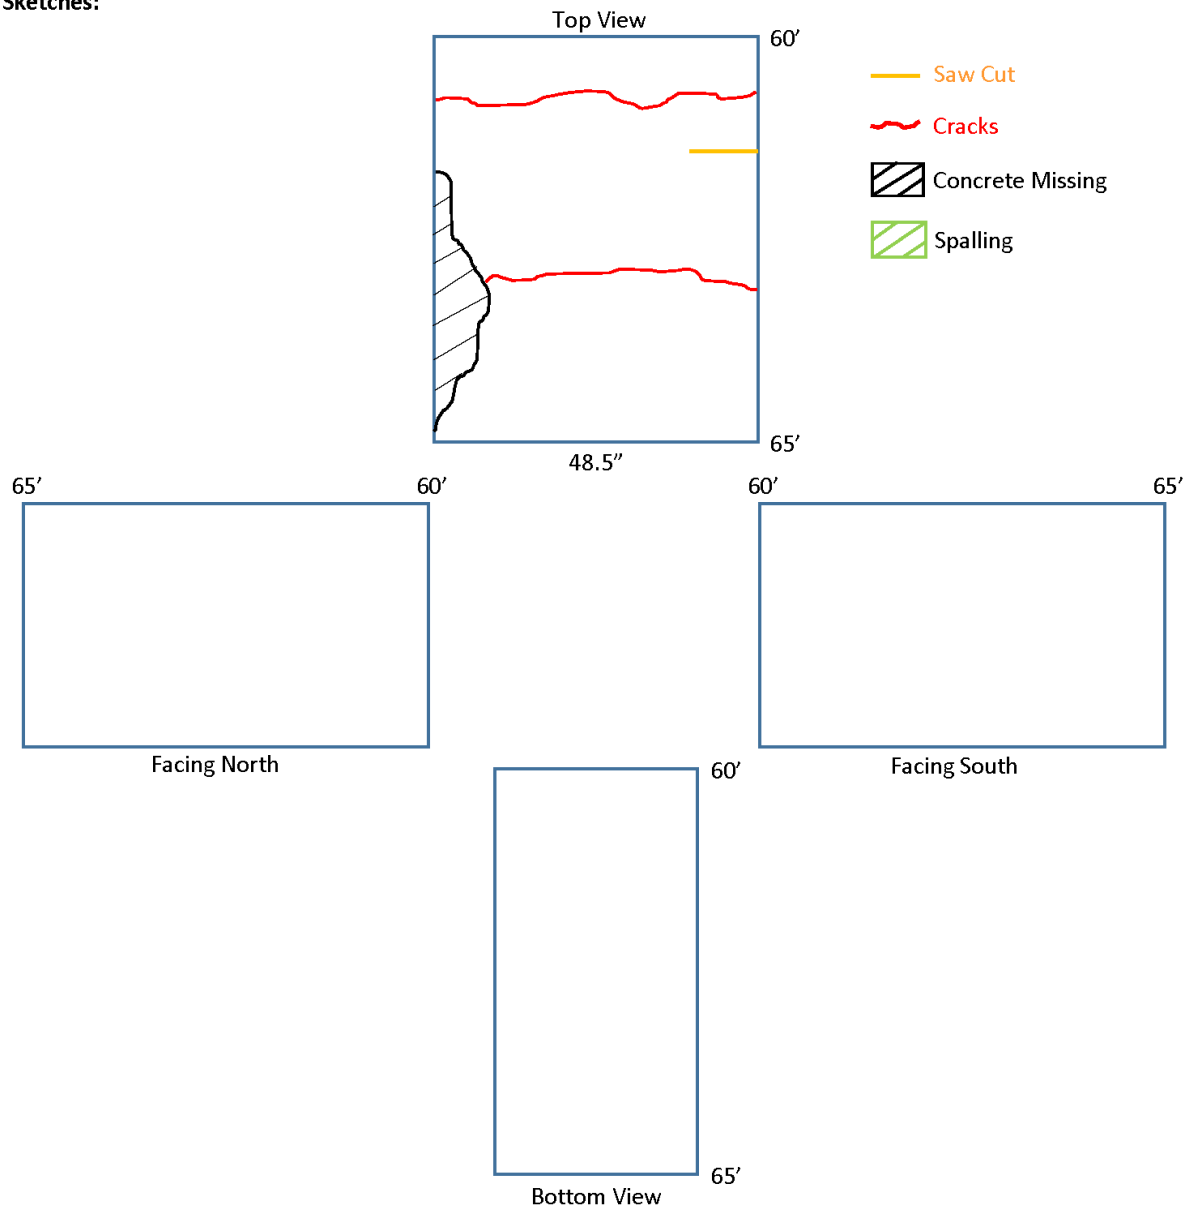 Sketches:
Top View
60’
Saw Cut
Cracks
Concrete Missing
Spalling
65’
48.5”
65’
60’
60’
65’
Facing North
Facing South
60’
65’
Bottom View